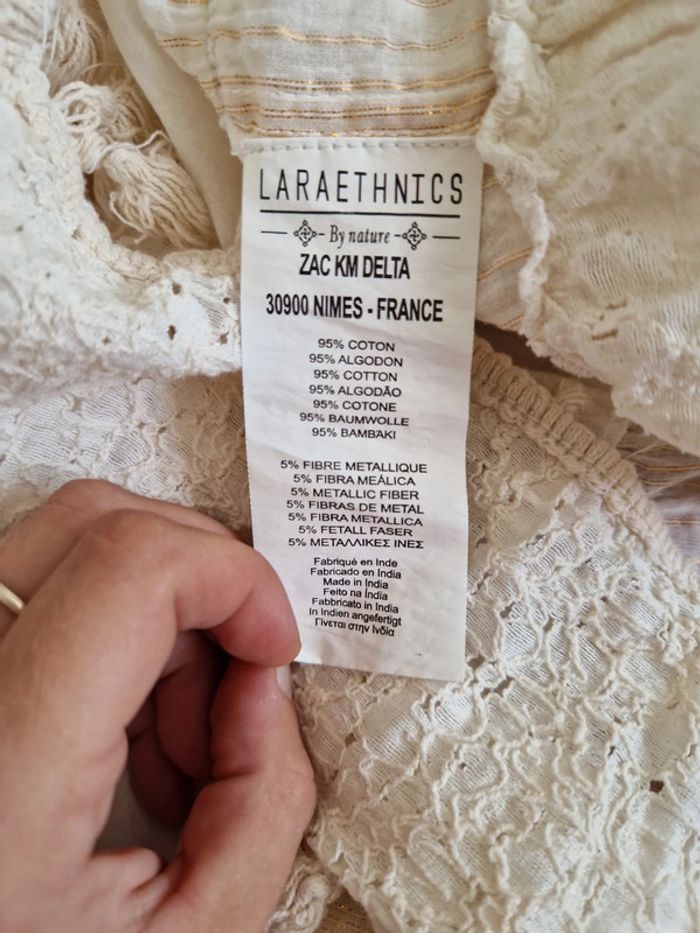 LARAETHNICS
By nature
ZAC KM DELTA
30900 NIMES - FRANCE
95% COTON
95% ALGODON
95% COTTON
95% ALGODÃO
95% COTONE
95% BAUMWOLLE
95% ΒΑΜΒΑΚΙ
5% FIBRE METALLIQUE
5% FIBRA MEÁLICA
5% METALLIC FIBER
5% FIBRAS DE METAL
5% FIBRA METALLICA
5% FETALL FASER
5% ΜΕΤΑΛΛΙΚΕΣ ΙΝΕΣ
Fabriqué en Inde
Fabricado en India
Made in India
Feito na Índia
Fabbricato in India
In Indien angefertigt
Γίνεται στην Ινδία